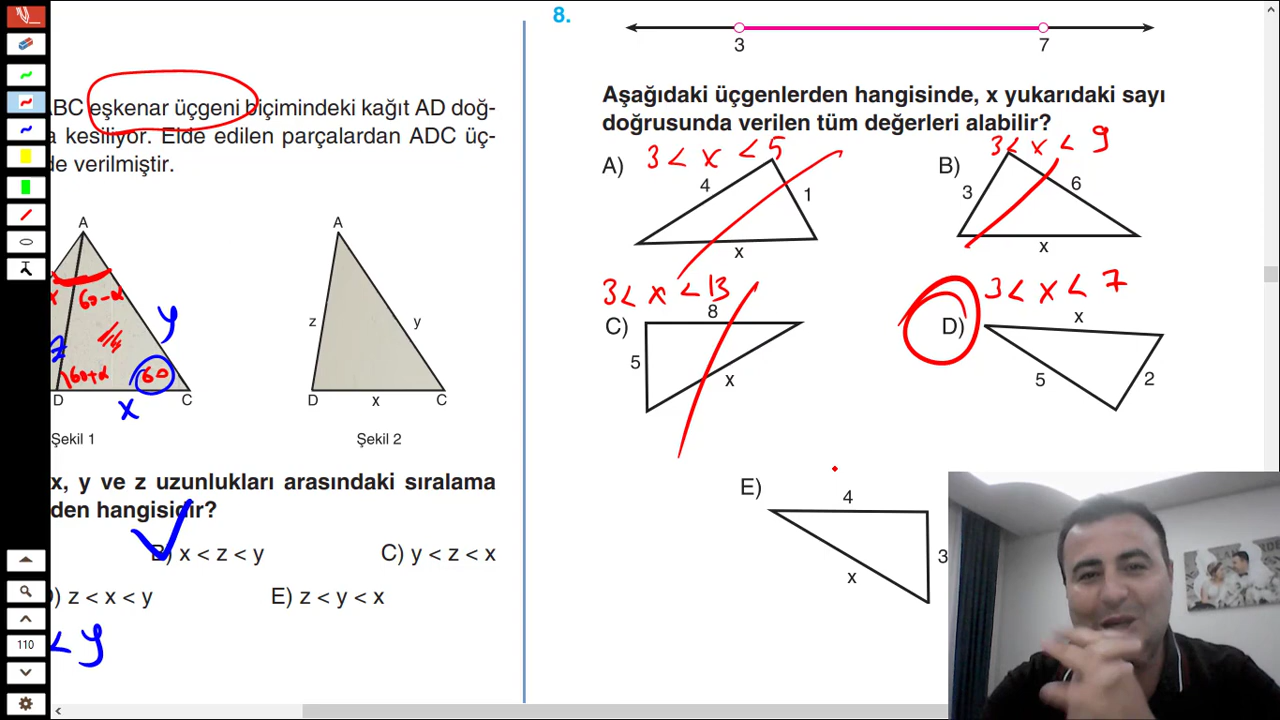 ABC eşkenar üçgeni biçimindeki kağıt AD doğ-
a kesiliyor. Elde edilen parçalardan ADC üç-
de verilmiştir.
A
60-α
y
z
60+α
60
D
x
C
Şekil 1
A
z
y
D
x
C
Şekil 2
x, y ve z uzunlukları arasındaki sıralama
den hangisidir?
B) x < z < y
C) y < z < x
D) z < x < y
E) z < y < x
< y
110
8.
3
7
Aşağıdaki üçgenlerden hangisinde, x yukarıdaki sayı
doğrusunda verilen tüm değerleri alabilir?
3 < x < 5
A)
4
1
x
3 < x < 9
B)
3
6
x
3 < x < 13
C)
8
5
x
3 < x < 7
D)
x
5
2
E)
4
3
x